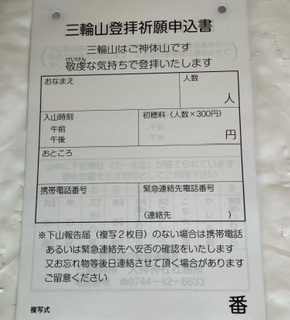 三輪山登拝祈願申込書
三輪山はご神体山です
けいけん
敬虔な気持ちで登拝いたします
おなまえ
人数
人
入山時刻
午前
午後
初穂料（人数×300円）
円
おところ
携帯電話番号
緊急連絡先電話番号
（連絡先　　　）
※下山報告届（複写２枚目）のない場合は携帯電話
あるいは緊急連絡先へ安否の確認をいたします
又お忘れ物等後日連絡させて頂く場合があります
ご留意ください
☎0744-42-6633
複写式
番